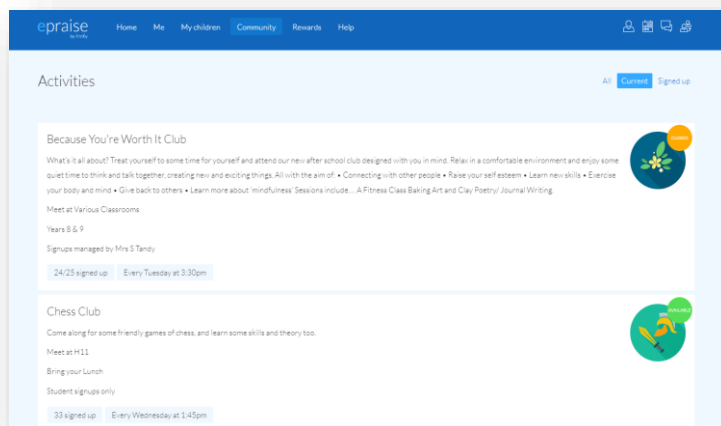 epraise
Home Me My children Community Rewards Help
Activities
All Current Signed up
Because You're Worth It Club
What's it all about? Treat yourself to some time for yourself and attend our new after school club designed with you in mind. Relax in a comfortable environment and enjoy some
quiet time to think and talk together, creating new and exciting things. All with the aim of: • Connecting with other people • Raise your self esteem • Learn new skills • Exercise
your body and mind • Give back to others • Learn more about 'mindfulness' Sessions include.... A Fitness Class Baking Art and Clay Poetry/ Journal Writing.
Meet at Various Classrooms
Years 8 & 9
Signups managed by Mrs S Tandy
24/25 signed up Every Tuesday at 3:30pm
Chess Club
AVAILABLE
Come along for some friendly games of chess, and learn some skills and theory too.
Meet at H11
Bring your Lunch
Student signups only
33 signed up Every Wednesday at 1:45pm